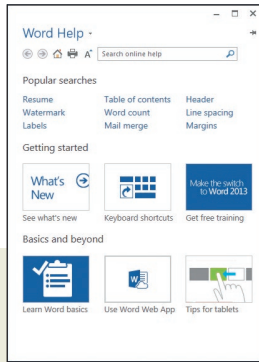 Word Help
Search online help
Popular searches
Resume Table of contents Header
Watermark Word count Line spacing
Labels Mail merge Margins
Getting started
What's
New
Make the switch
to Word 2013
See what's new Keyboard shortcuts Get free training
Basics and beyond
Learn Word basics Use Word Web App Tips for tablets